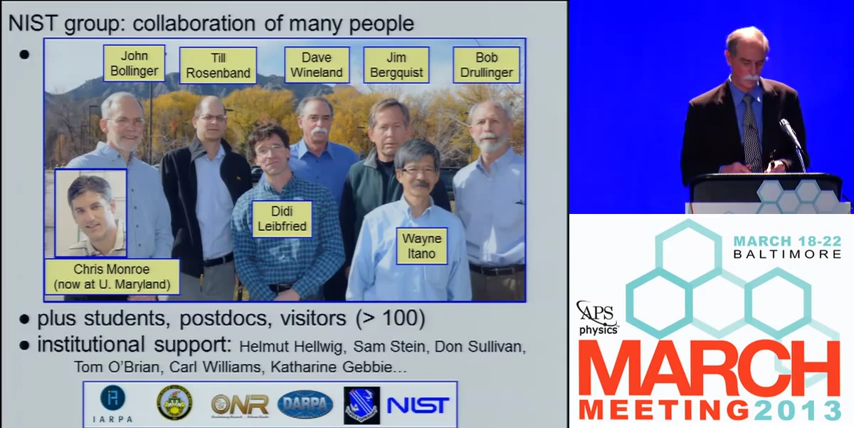 NIST group: collaboration of many people
John
Bollinger
Till
Rosenband
Dave
Wineland
Jim
Bergquist
Bob
Drullinger
Didi
Leibfried
Wayne
Itano
Chris Monroe
(now at U. Maryland)
plus students, postdocs, visitors (> 100)
institutional support: Helmut Hellwig, Sam Stein, Don Sullivan,
Tom O'Brian, Carl Williams, Katharine Gebbie…
IARPA
ONR
DARPA
NIST
MARCH 18-22
BALTIMORE
APS
physics
MARCH
MEETING2013